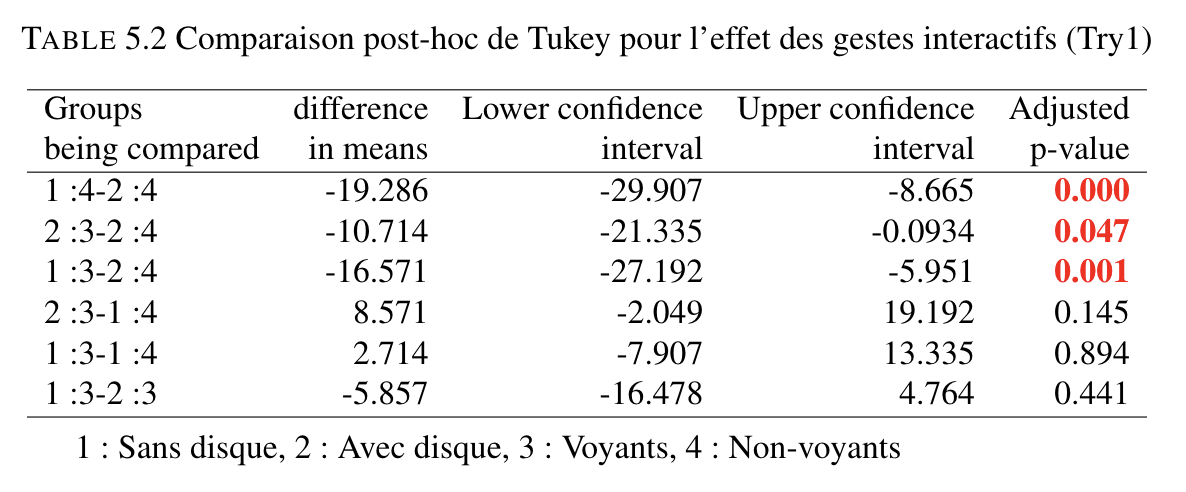 TABLE 5.2 Comparaison post-hoc de Tukey pour l'effet des gestes interactifs (Try1)
Groups difference Lower confidence Upper confidence Adjusted
being compared in means interval interval p-value
1 :4-2 :4 -19.286 -29.907 -8.665 0.000
2 :3-2 :4 -10.714 -21.335 -0.0934 0.047
1 :3-2 :4 -16.571 -27.192 -5.951 0.001
2 :3-1 :4 8.571 -2.049 19.192 0.145
1 :3-1 :4 2.714 -7.907 13.335 0.894
1 :3-2 :3 -5.857 -16.478 4.764 0.441
1 : Sans disque, 2 : Avec disque, 3 : Voyants, 4 : Non-voyants